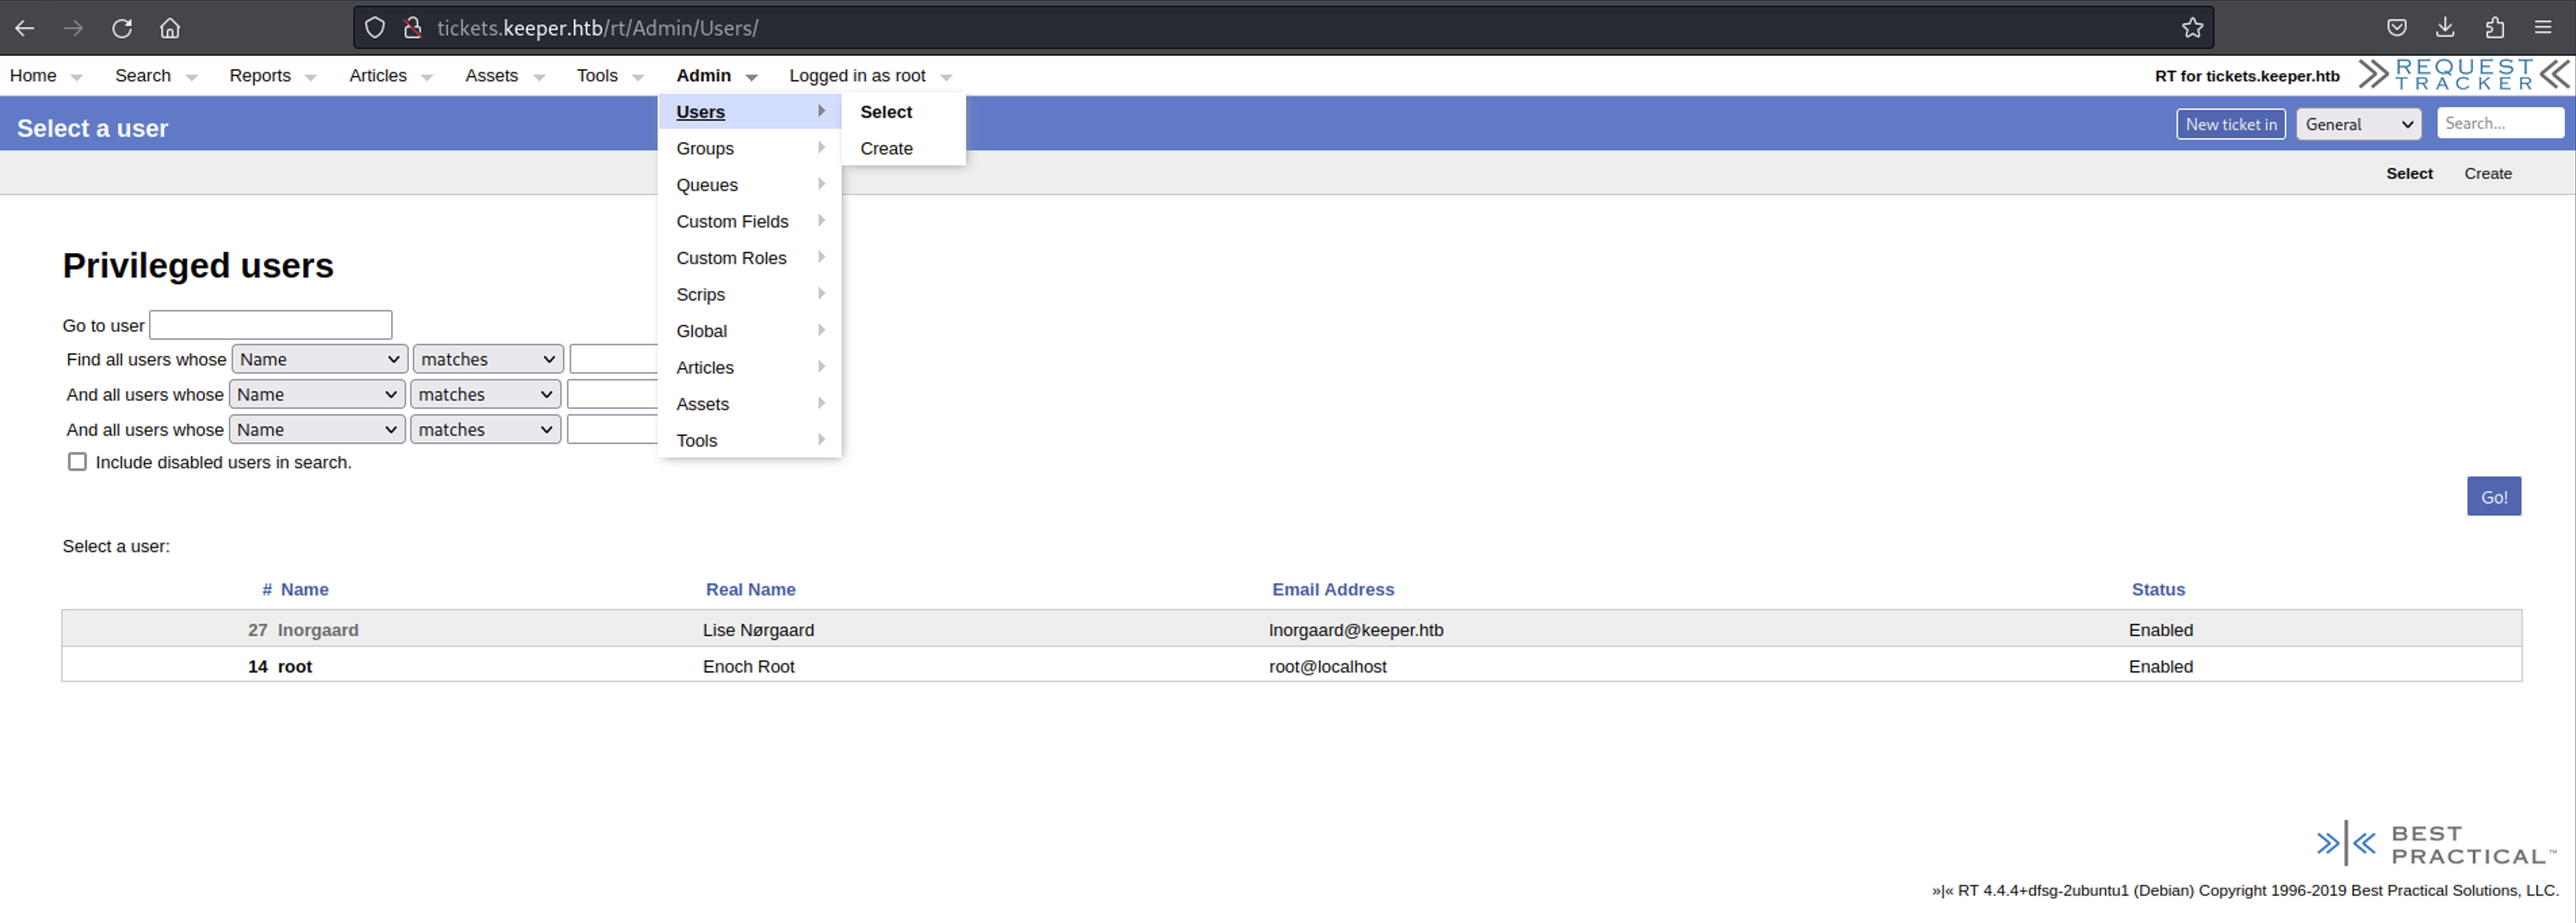 tickets.keeper.htb/rt/Admin/Users/
Home Search Reports Articles Assets Tools Admin Logged in as root RT for tickets.keeper.htb REQUEST TRACKER
Users Select
Select a user New ticket in General Search...
Groups Create
Select Create
Queues
Custom Fields
Custom Roles
Scrips
Global
Articles
Assets
Tools
Privileged users
Go to user
Find all users whose Name matches
And all users whose Name matches
And all users whose Name matches
Include disabled users in search.
Go!
Select a user:
# Name Real Name Email Address Status
27 lnorgaard Lise Nørgaard lnorgaard@keeper.htb Enabled
14 root Enoch Root root@localhost Enabled
»|« BEST PRACTICAL™
»|« RT 4.4.4+dfsg-2ubuntu1 (Debian) Copyright 1996-2019 Best Practical Solutions, LLC.